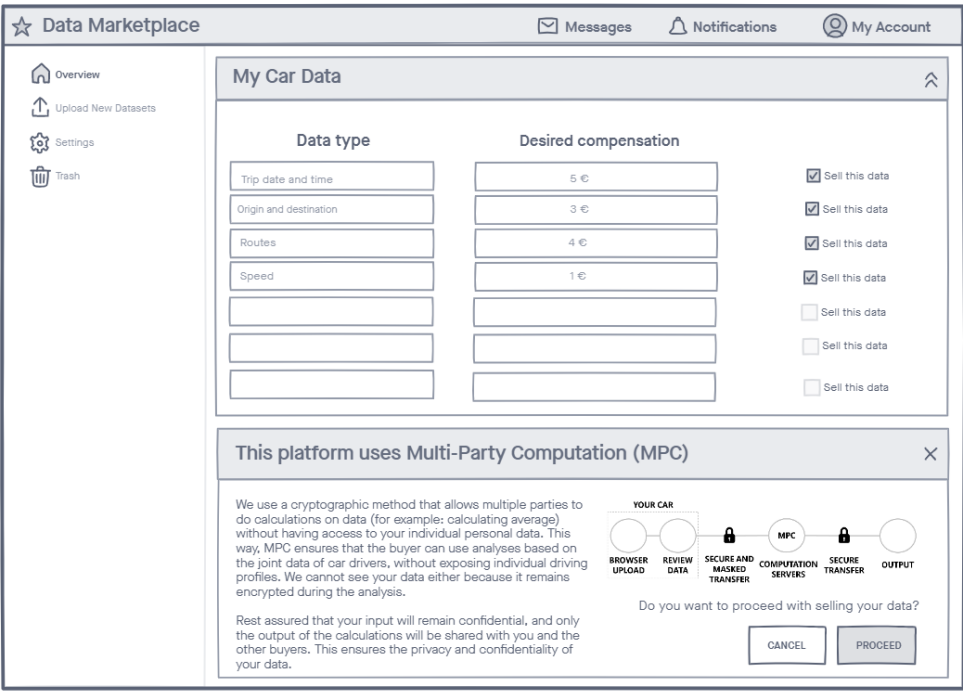 Data Marketplace
Messages
Notifications
My Account
Overview
Upload New Datasets
Settings
Trash
My Car Data
Data type
Desired compensation
Trip date and time
5 €
Sell this data
Origin and destination
3 €
Sell this data
Routes
4 €
Sell this data
Speed
1 €
Sell this data
Sell this data
Sell this data
Sell this data
This platform uses Multi-Party Computation (MPC)
We use a cryptographic method that allows multiple parties to
do calculations on data (for example: calculating average)
without having access to your individual personal data. This
way, MPC ensures that the buyer can use analyses based on
the joint data of car drivers, without exposing individual driving
profiles. We cannot see your data either because it remains
encrypted during the analysis.
Rest assured that your input will remain confidential, and only
the output of the calculations will be shared with you and the
other buyers. This ensures the privacy and confidentiality of
your data.
YOUR CAR
MPC
BROWSER
UPLOAD
REVIEW
DATA
SECURE AND
MASKED
TRANSFER
COMPUTATION
SERVERS
SECURE
TRANSFER
OUTPUT
Do you want to proceed with selling your data?
CANCEL
PROCEED